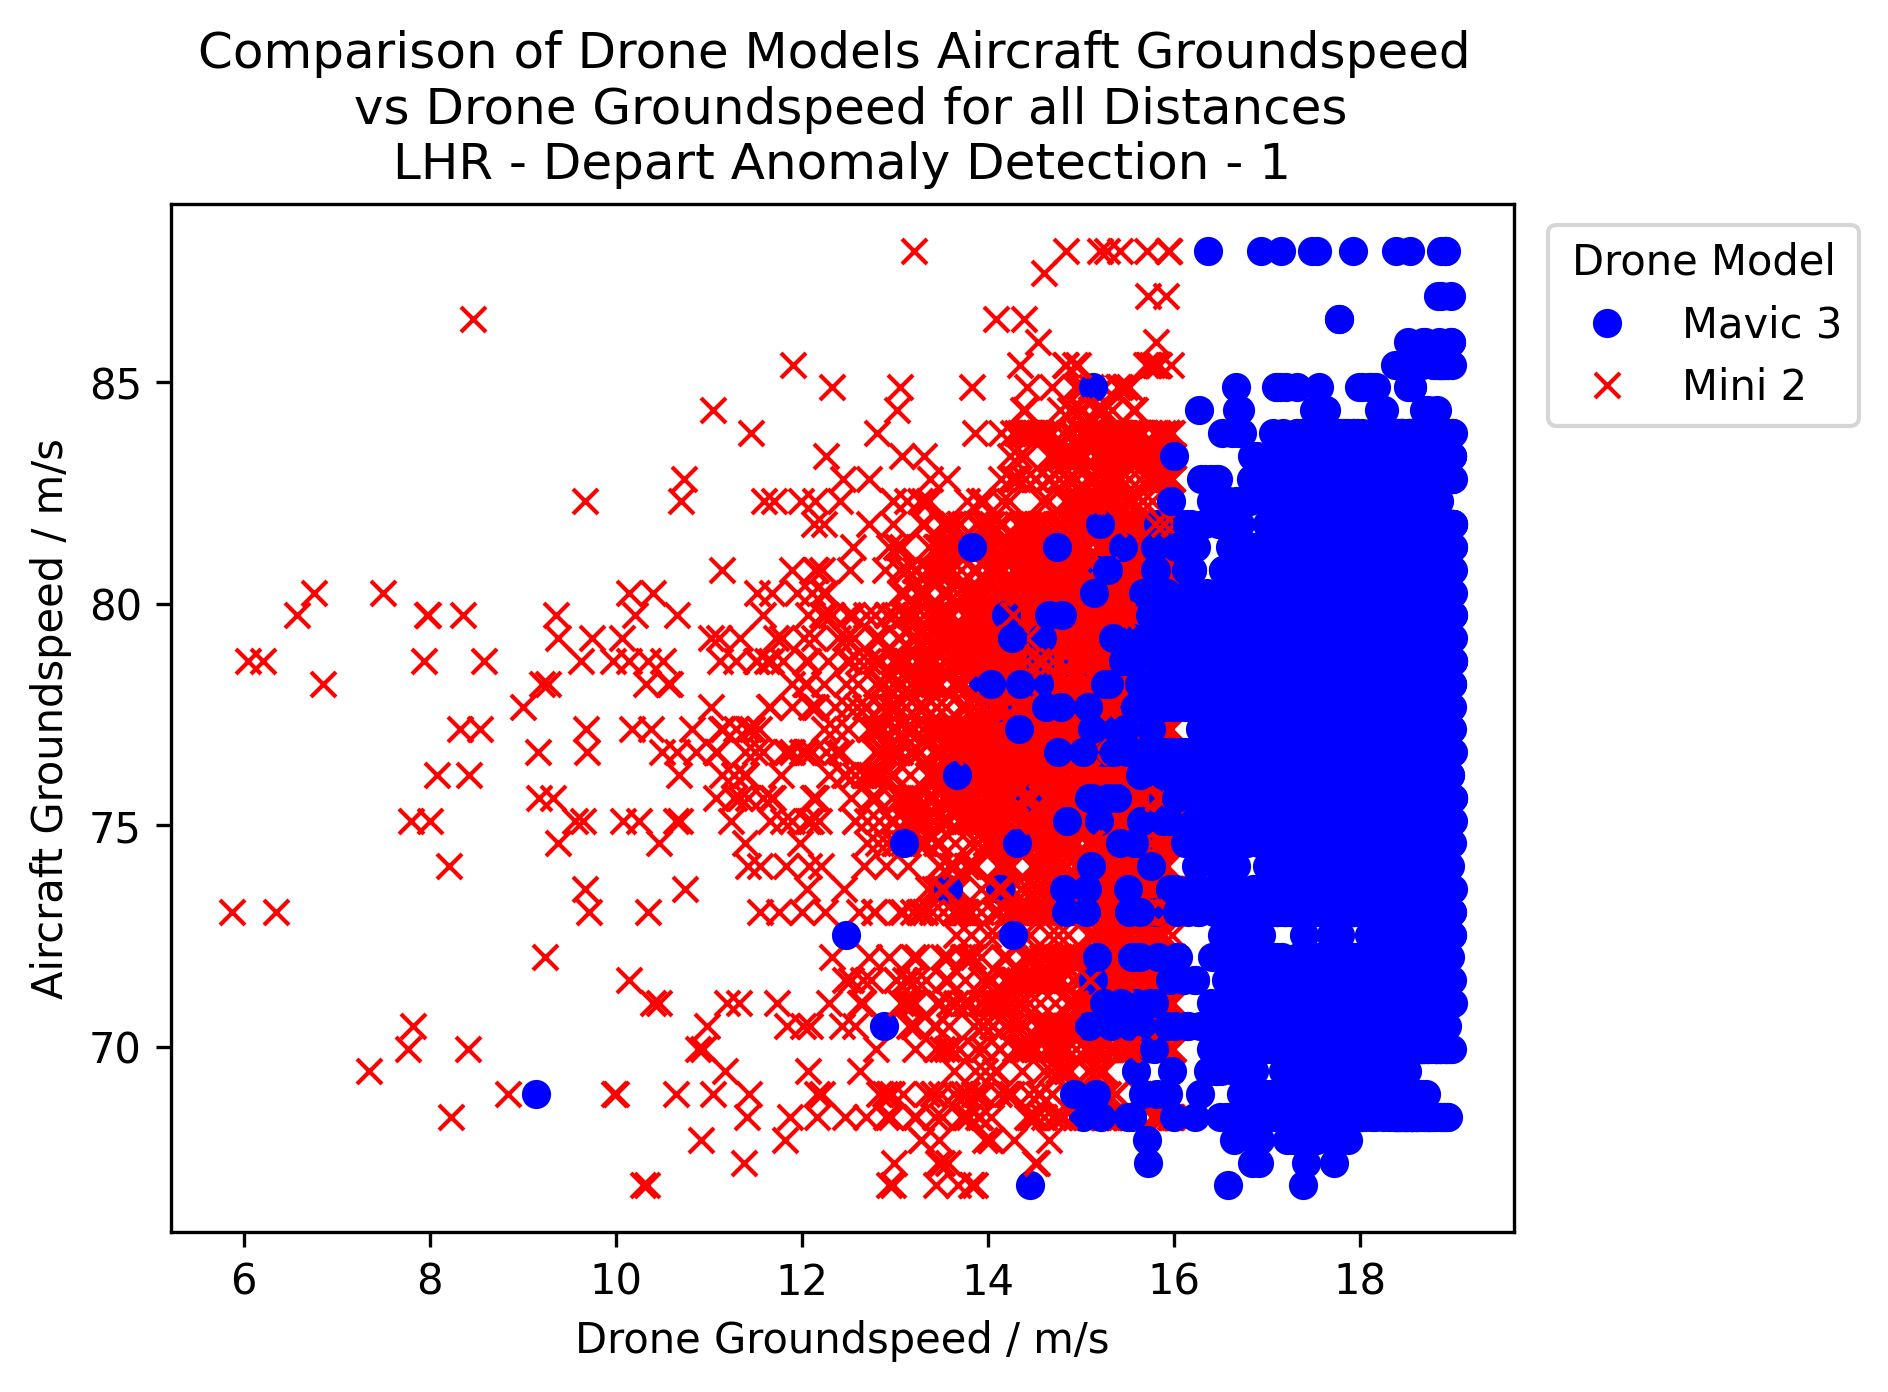 Comparison of Drone Models Aircraft Groundspeed
vs Drone Groundspeed for all Distances
LHR - Depart Anomaly Detection - 1
Drone Model
Mavic 3
Mini 2
Aircraft Groundspeed / m/s
85
80
75
70
6 8 10 12 14 16 18
Drone Groundspeed / m/s